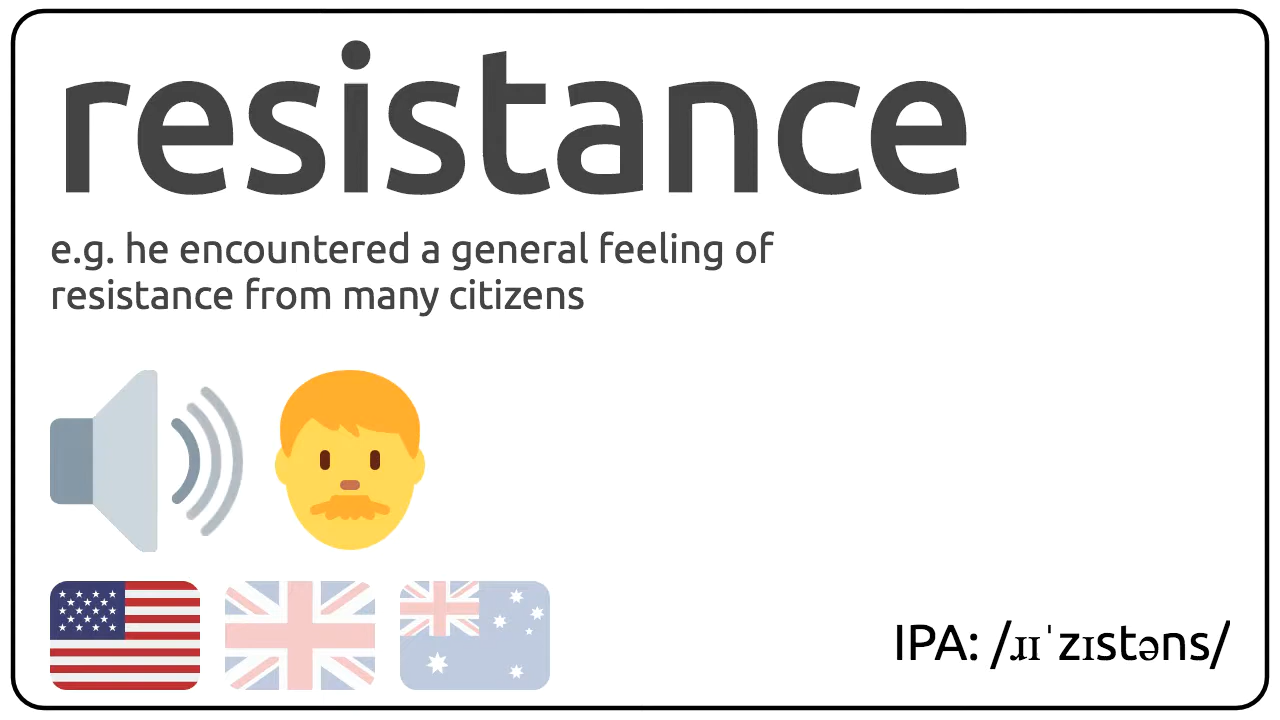 resistance
e.g. he encountered a general feeling of
resistance from many citizens
IPA: /ɹɪˈzɪstəns/